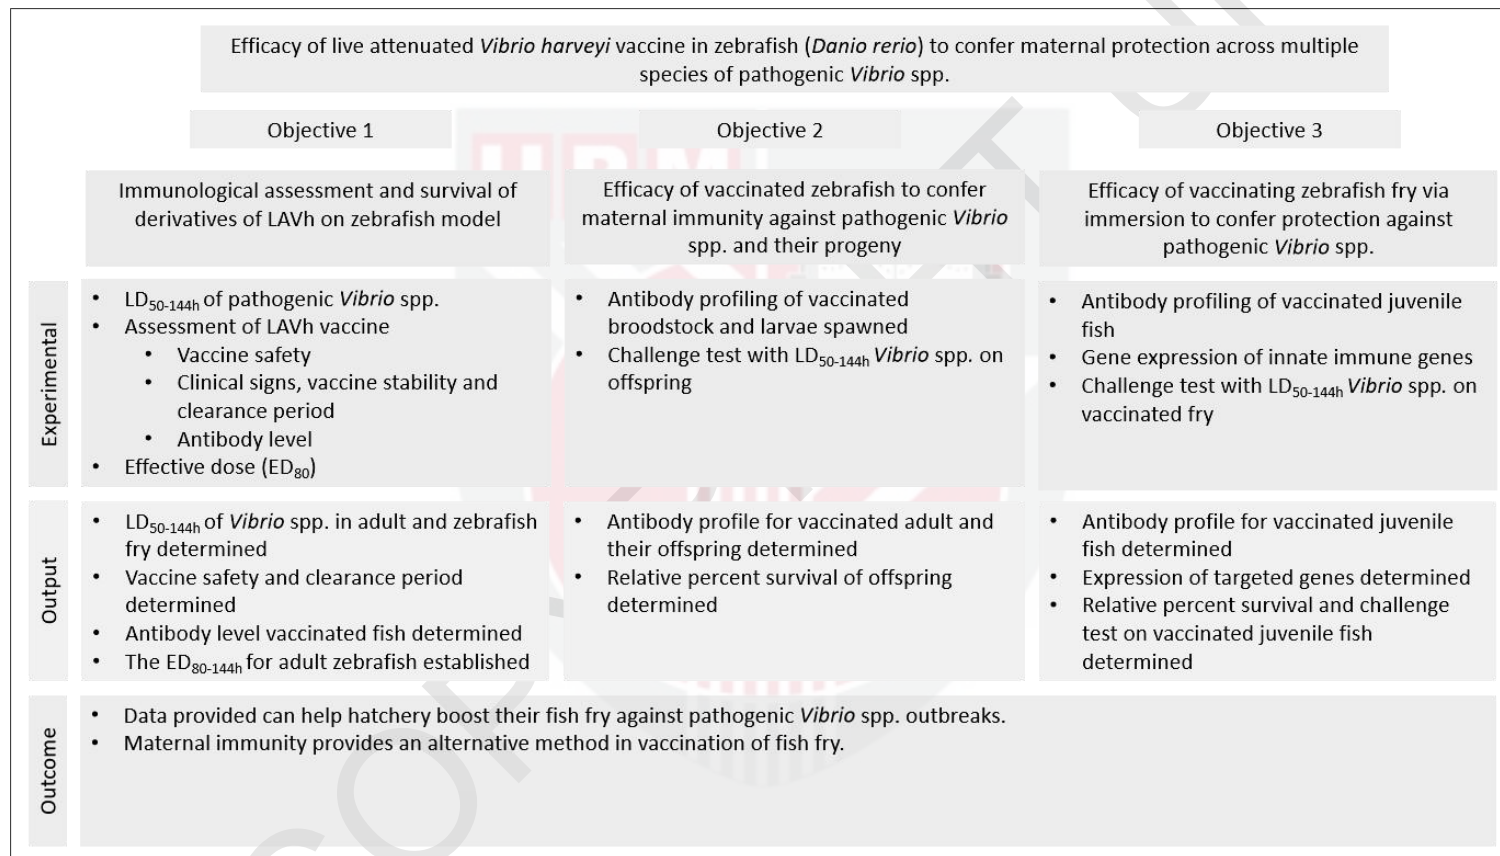 Efficacy of live attenuated Vibrio harveyi vaccine in zebrafish (Danio rerio) to confer maternal protection across multiple
species of pathogenic Vibrio spp.
Objective 1
Objective 2
Objective 3
Immunological assessment and survival of
derivatives of LAVh on zebrafish model
Efficacy of vaccinated zebrafish to confer
maternal immunity against pathogenic Vibrio
spp. and their progeny
Efficacy of vaccinating zebrafish fry via
immersion to confer protection against
pathogenic Vibrio spp.
Experimental
• LD50-144h of pathogenic Vibrio spp.
• Assessment of LAVh vaccine
• Vaccine safety
• Clinical signs, vaccine stability and
clearance period
• Antibody level
• Effective dose (ED80)
• Antibody profiling of vaccinated
broodstock and larvae spawned
• Challenge test with LD50-144h Vibrio spp. on
offspring
• Antibody profiling of vaccinated juvenile
fish
• Gene expression of innate immune genes
• Challenge test with LD50-144h Vibrio spp. on
vaccinated fry
Output
• LD50-144h of Vibrio spp. in adult and zebrafish
fry determined
• Vaccine safety and clearance period
determined
• Antibody level vaccinated fish determined
• The ED80-144h for adult zebrafish established
• Antibody profile for vaccinated adult and
their offspring determined
• Relative percent survival of offspring
determined
• Antibody profile for vaccinated juvenile
fish determined
• Expression of targeted genes determined
• Relative percent survival and challenge
test on vaccinated juvenile fish
determined
Outcome
• Data provided can help hatchery boost their fish fry against pathogenic Vibrio spp. outbreaks.
• Maternal immunity provides an alternative method in vaccination of fish fry.
UPM